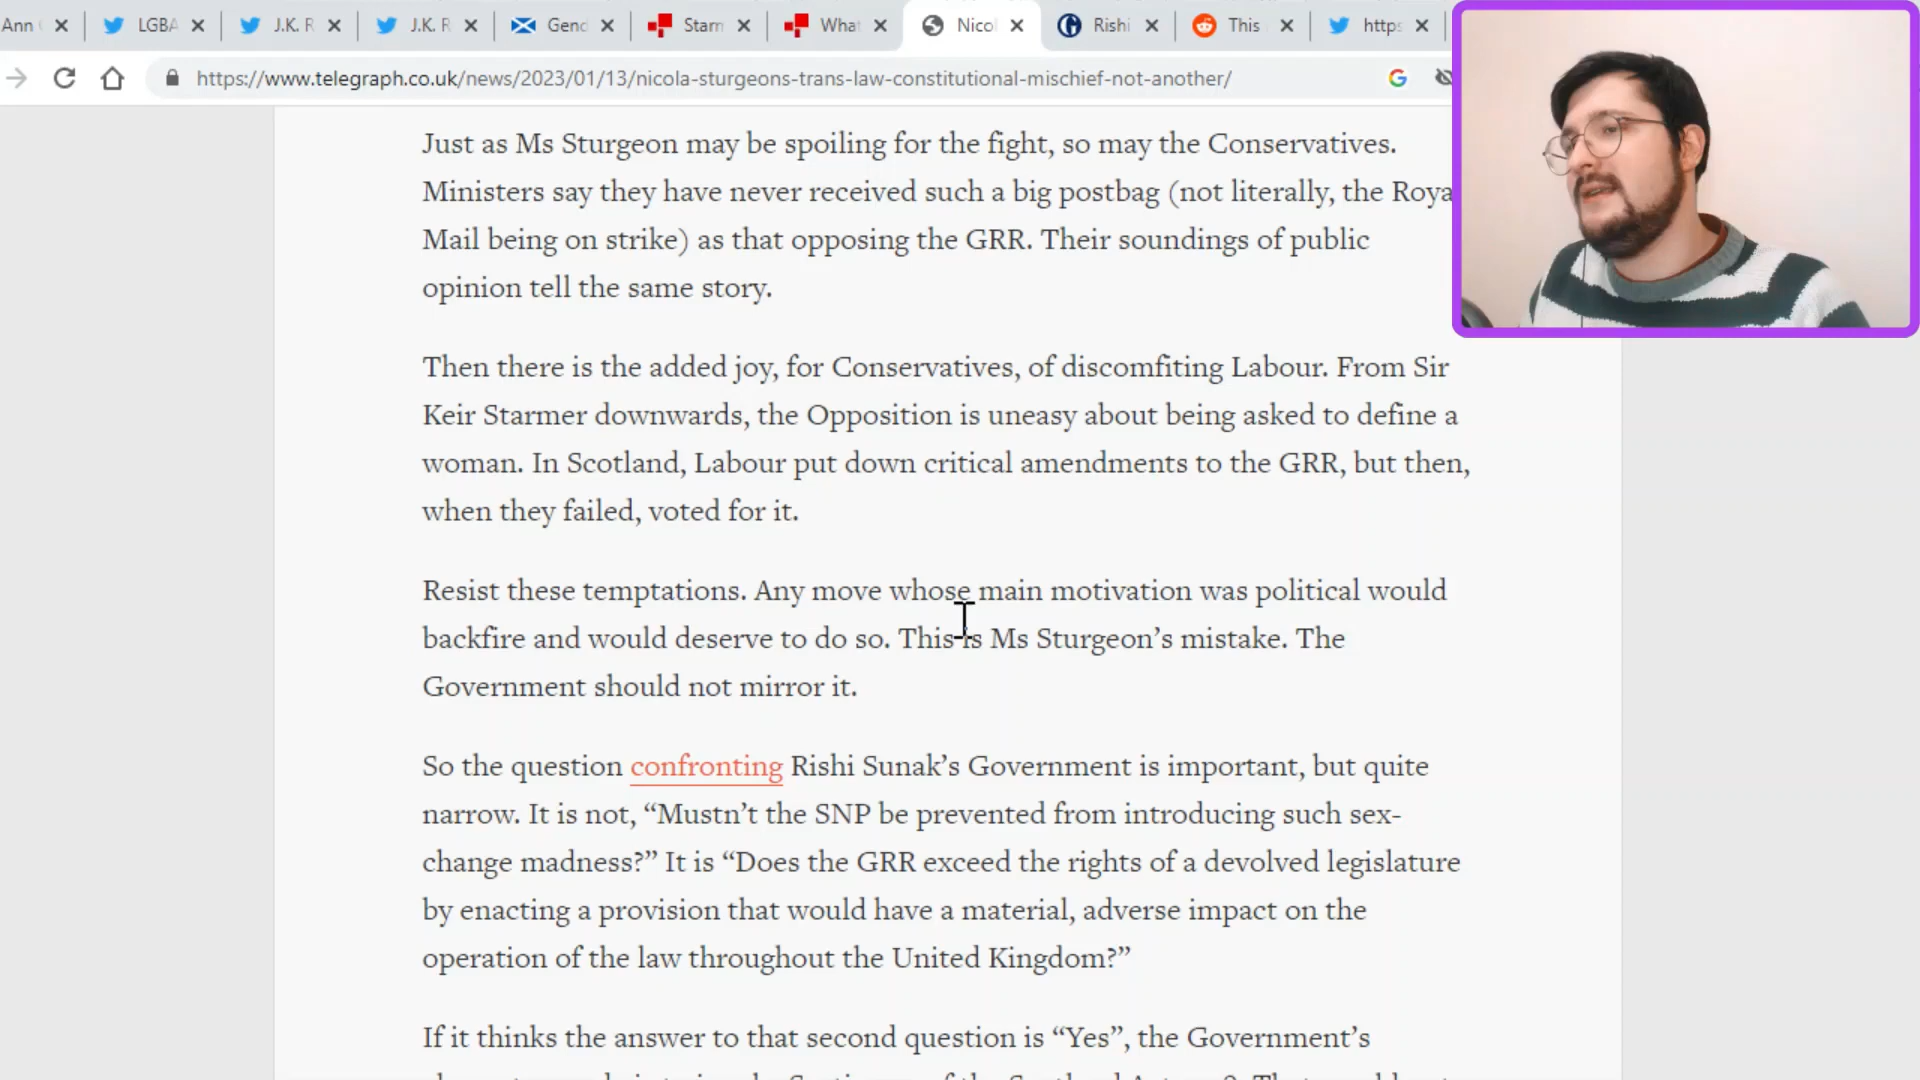 Ann LGBA J.K. R J.K. R Gend Starm What Nicol Rishi This https
https://www.telegraph.co.uk/news/2023/01/13/nicola-sturgeons-trans-law-constitutional-mischief-not-another/
Just as Ms Sturgeon may be spoiling for the fight, so may the Conservatives.
Ministers say they have never received such a big postbag (not literally, the Roya
Mail being on strike) as that opposing the GRR. Their soundings of public
opinion tell the same story.
Then there is the added joy, for Conservatives, of discomfiting Labour. From Sir
Keir Starmer downwards, the Opposition is uneasy about being asked to define a
woman. In Scotland, Labour put down critical amendments to the GRR, but then,
when they failed, voted for it.
Resist these temptations. Any move whose main motivation was political would
backfire and would deserve to do so. This is Ms Sturgeon’s mistake. The
Government should not mirror it.
So the question confronting Rishi Sunak’s Government is important, but quite
narrow. It is not, “Mustn’t the SNP be prevented from introducing such sex-
change madness?” It is “Does the GRR exceed the rights of a devolved legislature
by enacting a provision that would have a material, adverse impact on the
operation of the law throughout the United Kingdom?”
If it thinks the answer to that second question is “Yes”, the Government’s